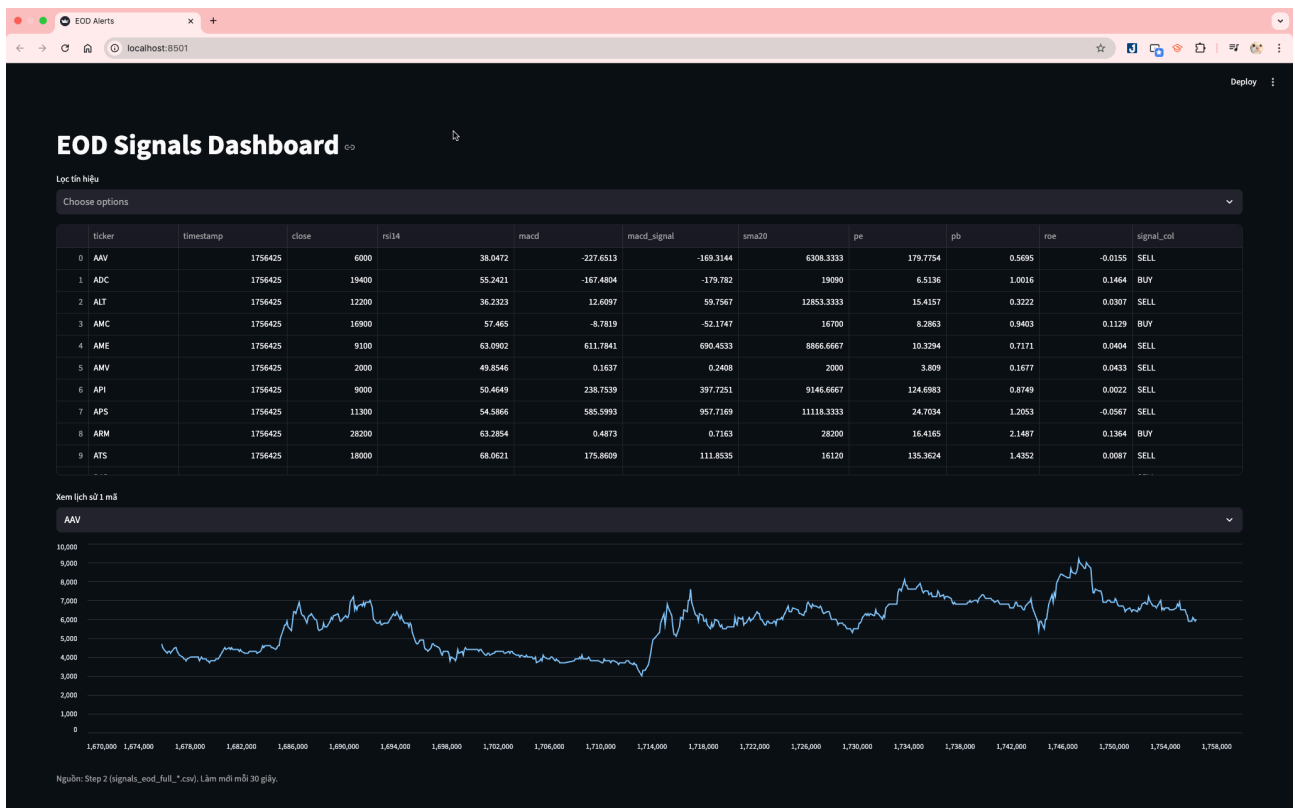 EOD Alerts
localhost:8501
Deploy
EOD Signals Dashboard
Lọc tín hiệu
Choose options
ticker timestamp close rsi14 macd macd_signal sma20 pe pb roe signal_col
0 AAV 1756425 6000 38.0472 -227.6513 -169.3144 6308.3333 179.7754 0.5695 -0.0155 SELL
1 ADC 19400 1756425 55.2421 -167.4804 -179.782 19090 6.5136 1.0016 0.1464 BUY
2 ALT 1756425 12200 36.2323 12.6097 59.7567 12853.3333 15.4157 0.3222 0.0307 SELL
3 AMC 1756425 16900 57.465 -8.7819 -52.1747 16700 8.2863 0.9403 0.1129 BUY
4 AME 1756425 9100 63.0902 611.7841 690.4533 8866.6667 10.3294 0.7171 0.0404 SELL
5 AMV 1756425 2000 49.8546 0.1637 0.2408 2000 3.809 0.1677 0.0433 SELL
6 API 1756425 9000 50.4649 238.7539 397.7251 9146.6667 124.6983 0.8749 0.0022 SELL
7 APS 1756425 11300 54.5866 585.5993 957.7169 11118.3333 24.7034 1.2053 -0.0567 SELL
8 ARM 1756425 28200 63.2854 0.4873 0.7163 28200 16.4165 2.1487 0.1364 BUY
9 ATS 1756425 18000 68.0621 175.8609 111.8535 16120 135.3624 1.4352 0.0087 SELL
Xem lịch sử 1 mã
AAV
10,000
9,000
8,000
7,000
6,000
5,000
4,000
3,000
2,000
1,000
0
1,670,000 1,674,000 1,678,000 1,682,000 1,686,000 1,690,000 1,694,000 1,698,000 1,702,000 1,706,000 1,710,000 1,714,000 1,718,000 1,722,000 1,726,000 1,730,000 1,734,000 1,738,000 1,742,000 1,746,000 1,750,000 1,754,000 1,758,000
Nguồn: Step 2 (signals_eod_full_*.csv). Làm mới mỗi 30 giây.